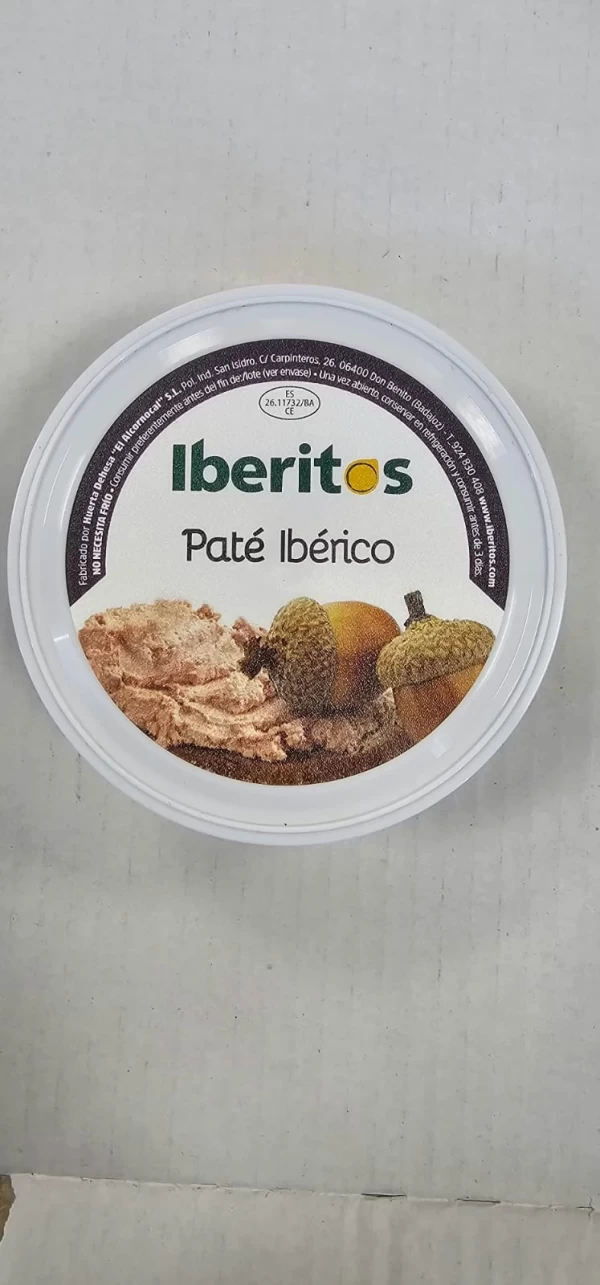 Fabricado por Huerta Dehesa "El Alcornocal" S.L. Pol. Ind. San Isidro. C/ Carpinteros, 26. 06400 Don Benito (Badajoz) - T. 924 830 408 www.iberitos.com
NO NECESITA FRÍO • Consumir preferentemente antes del fin de:/lote (ver envase) • Una vez abierto, conservar en refrigeración y consumir antes de 3 días.
ES
26.11732/BA
CE
Iberitos
Paté Ibérico